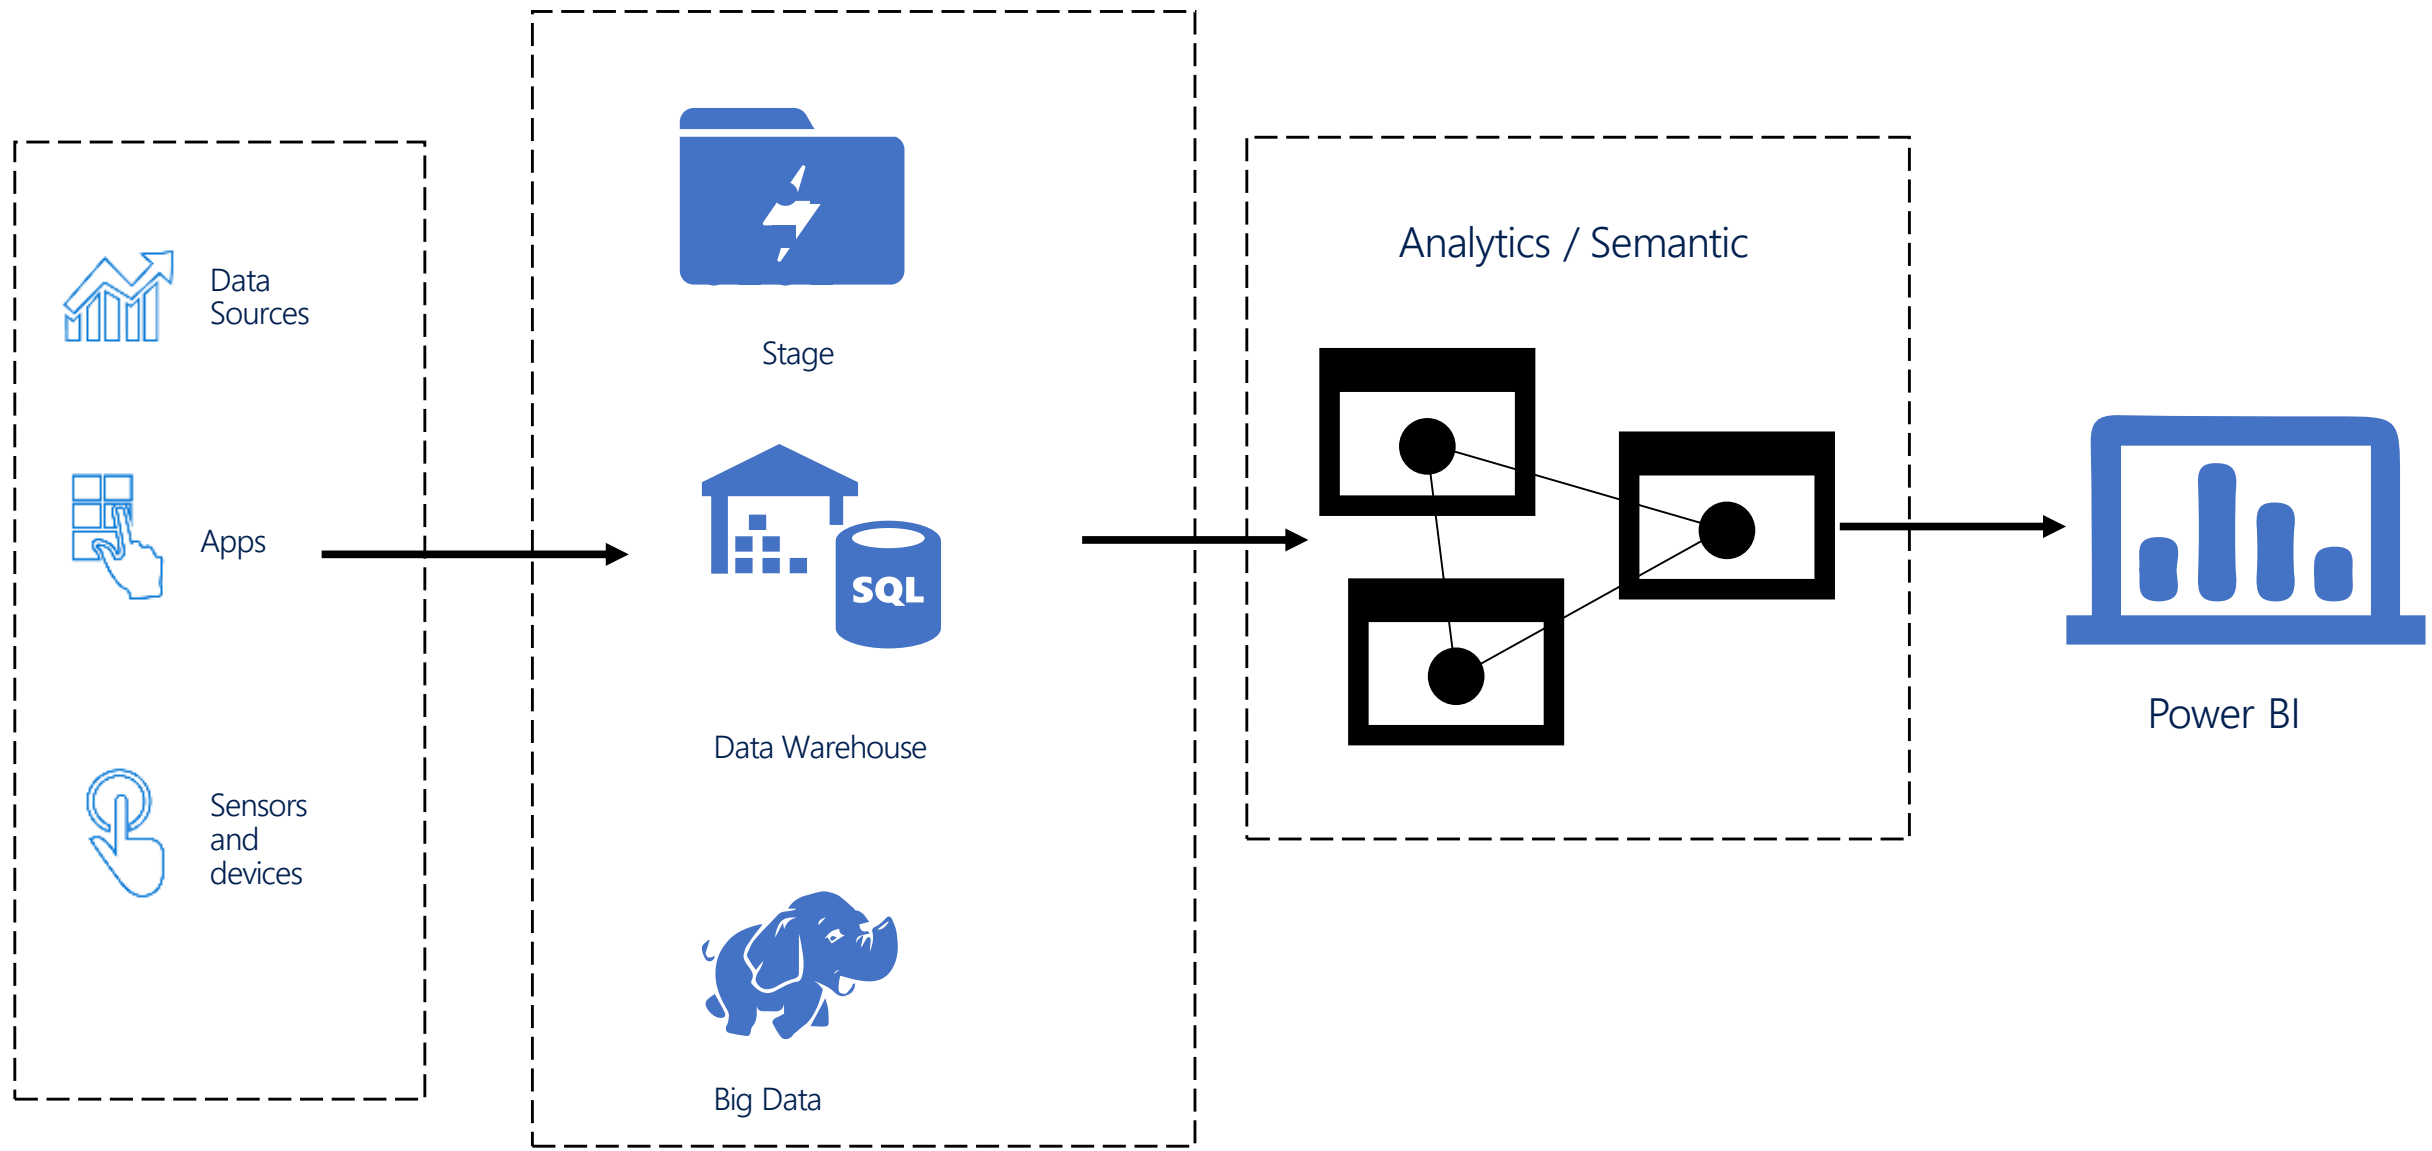 Data
Sources
Apps
Sensors
and
devices
Stage
SQL
Data Warehouse
Big Data
Analytics / Semantic
Power BI